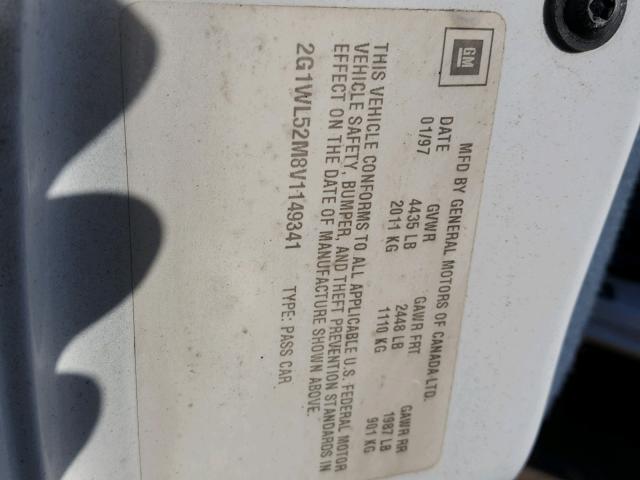 GM
MFD BY GENERAL MOTORS OF CANADA LTD.
DATE GVWR GAWR FRT GAWR RR
01/97 4435 LB 2448 LB 1987 LB
2011 KG 1110 KG 901 KG
THIS VEHICLE CONFORMS TO ALL APPLICABLE U.S. FEDERAL MOTOR
VEHICLE SAFETY, BUMPER, AND THEFT PREVENTION STANDARDS IN
EFFECT ON THE DATE OF MANUFACTURE SHOWN ABOVE.
2G1WL52M8V1149341 TYPE: PASS CAR